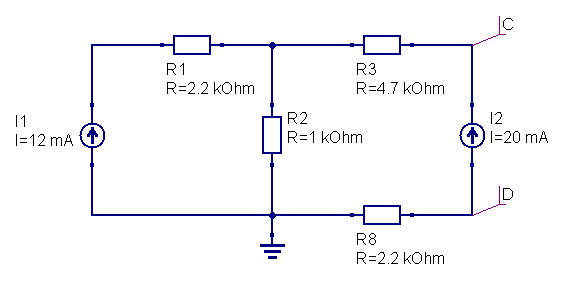 C
R1
R=2.2 kOhm
R3
R=4.7 kOhm
I1
I=12 mA
R2
R=1 kOhm
I2
I=20 mA
D
R8
R=2.2 kOhm